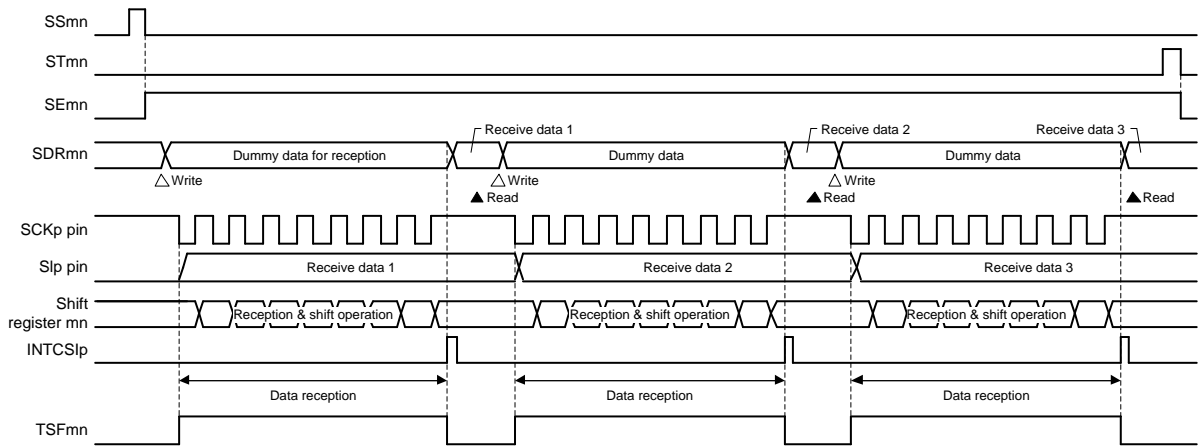 SSmn
STmn
SEmn
Receive data 1
Receive data 2
Receive data 3
SDRmn
Dummy data for reception
Dummy data
Dummy data
Write
Write
Write
Read
Read
Read
SCKp pin
SIp pin
Receive data 1
Receive data 2
Receive data 3
Shift
register mn
Reception & shift operation
Reception & shift operation
Reception & shift operation
INTCSIp
Data reception
Data reception
Data reception
TSFmn